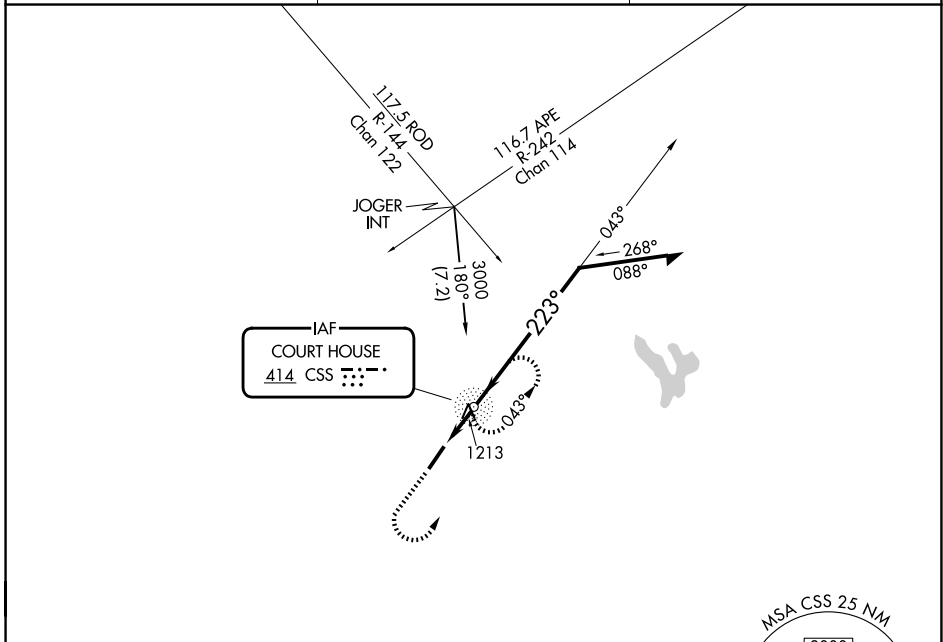 117.5 ROD
R-144
Chan 122
116.7 APE
R-242
Chan 114
JOGER
INT
3000
180°
(7.2)
043°
268°
088°
223°
IAF
COURT HOUSE
414 CSS
043°
1213
MSA CSS 25 NM